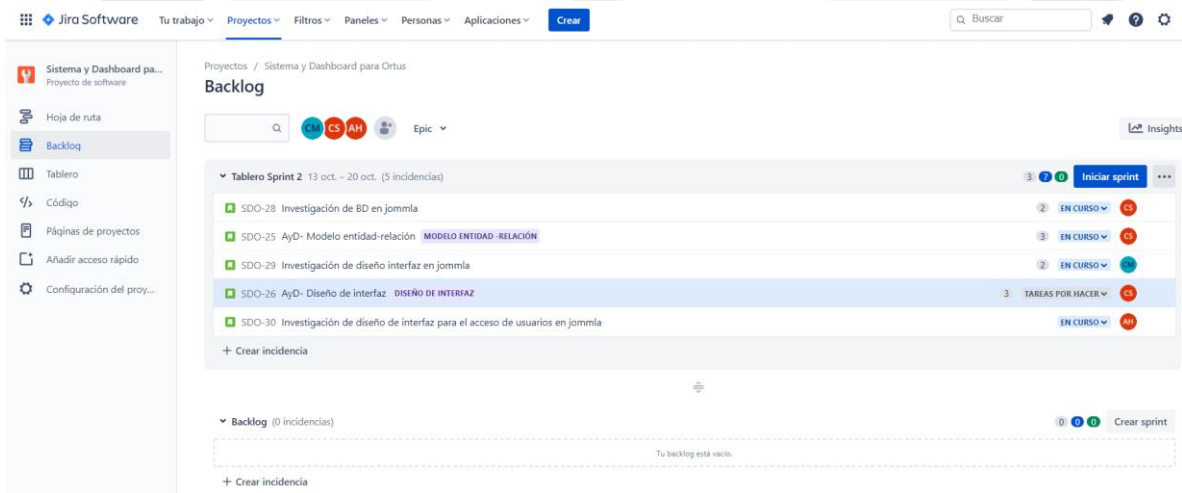 Jira Software Tu trabajo Proyectos Filtros Paneles Personas Aplicaciones Crear Buscar
Sistema y Dashboard pa...
Proyecto de software
Hoja de ruta
Backlog
Tablero
Código
Páginas de proyectos
Añadir acceso rápido
Configuración del proy...
Proyectos / Sistema y Dashboard para Ortus
Backlog
CM CS AH Epic Insights
Tablero Sprint 2 13 oct. – 20 oct. (5 incidencias) 3 7 0 Iniciar sprint ...
SDO-28 Investigación de BD en jommla 2 EN CURSO CS
SDO-25 AyD- Modelo entidad-relación MODELO ENTIDAD -RELACIÓN 3 EN CURSO CS
SDO-29 Investigación de diseño interfaz en jommla 2 EN CURSO CM
SDO-26 AyD- Diseño de interfaz DISEÑO DE INTERFAZ 3 TAREAS POR HACER CS
SDO-30 Investigación de diseño de interfaz para el acceso de usuarios en jommla EN CURSO AH
+ Crear incidencia
Backlog (0 incidencias) 0 0 0 Crear sprint
Tu backlog está vacío.
+ Crear incidencia